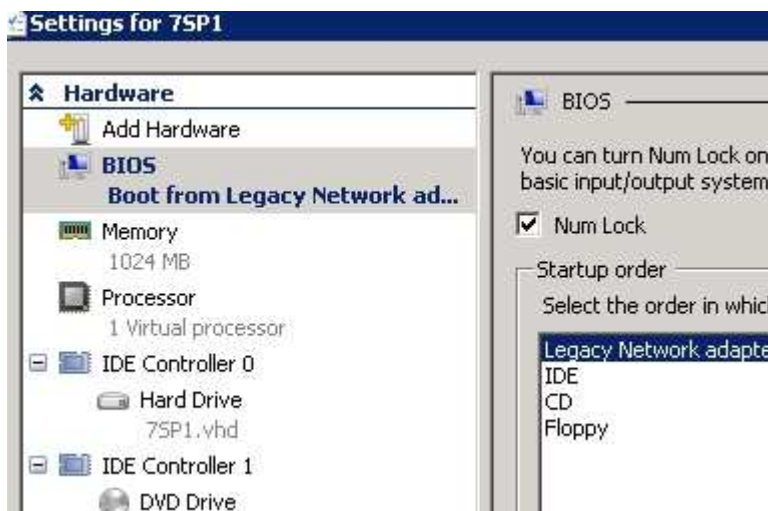 Settings for 7SP1
Hardware
Add Hardware
BIOS
Boot from Legacy Network ad...
Memory
1024 MB
Processor
1 Virtual processor
IDE Controller 0
Hard Drive
7SP1.vhd
IDE Controller 1
DVD Drive
BIOS
You can turn Num Lock on
basic input/output system
Num Lock
Startup order
Select the order in which
Legacy Network adapte
IDE
CD
Floppy